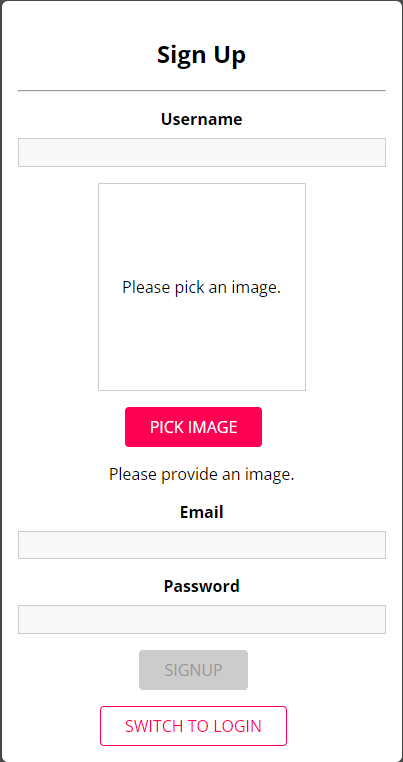 Sign Up
Username
Please pick an image.
PICK IMAGE
Please provide an image.
Email
Password
SIGNUP
SWITCH TO LOGIN